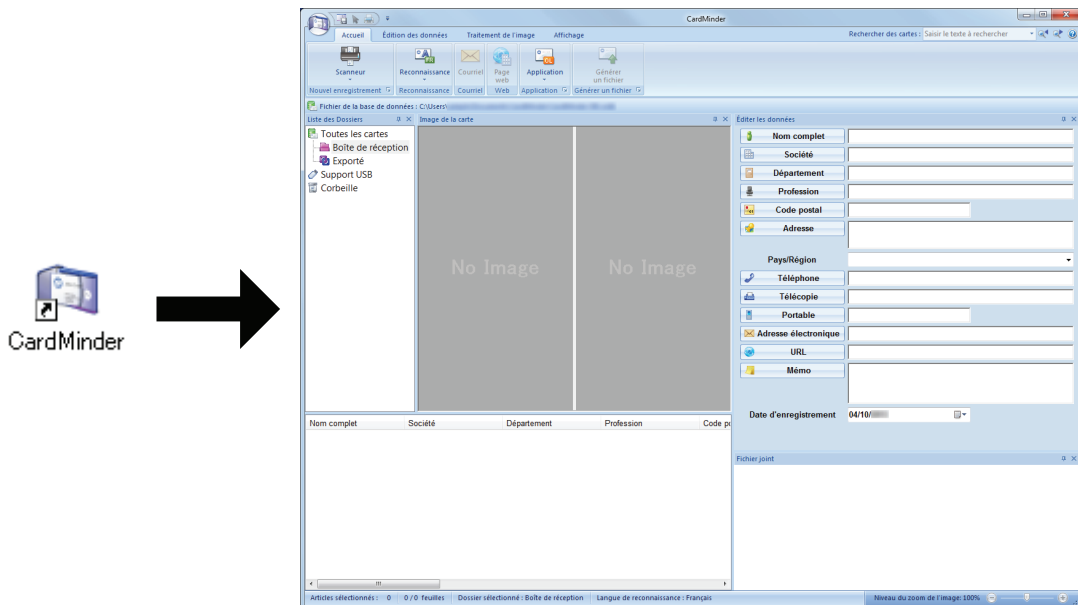 CardMinder
CardMinder
Accueil Édition des données Traitement de l'image Affichage
Rechercher des cartes : Saisir le texte à rechercher
Scanneur
Reconnaissance
Courriel
Page web
Application
Générer un fichier
Nouvel enregistrement Reconnaissance Courriel Web Application Générer un fichier
Fichier de la base de données : C:\Users\
Liste des Dossiers
Toutes les cartes
Boîte de réception
Exporté
Support USB
Corbeille
Image de la carte
No Image No Image
Éditer les données
Nom complet
Société
Département
Profession
Code postal
Adresse
Pays/Région
Téléphone
Télécopie
Portable
Adresse électronique
URL
Mémo
Date d'enregistrement 04/10/
Nom complet Société Département Profession Code po
Fichier joint
Articles sélectionnés : 0 0 / 0 feuilles Dossier sélectionné : Boîte de réception Langue de reconnaissance : Français
Niveau du zoom de l'image: 100%